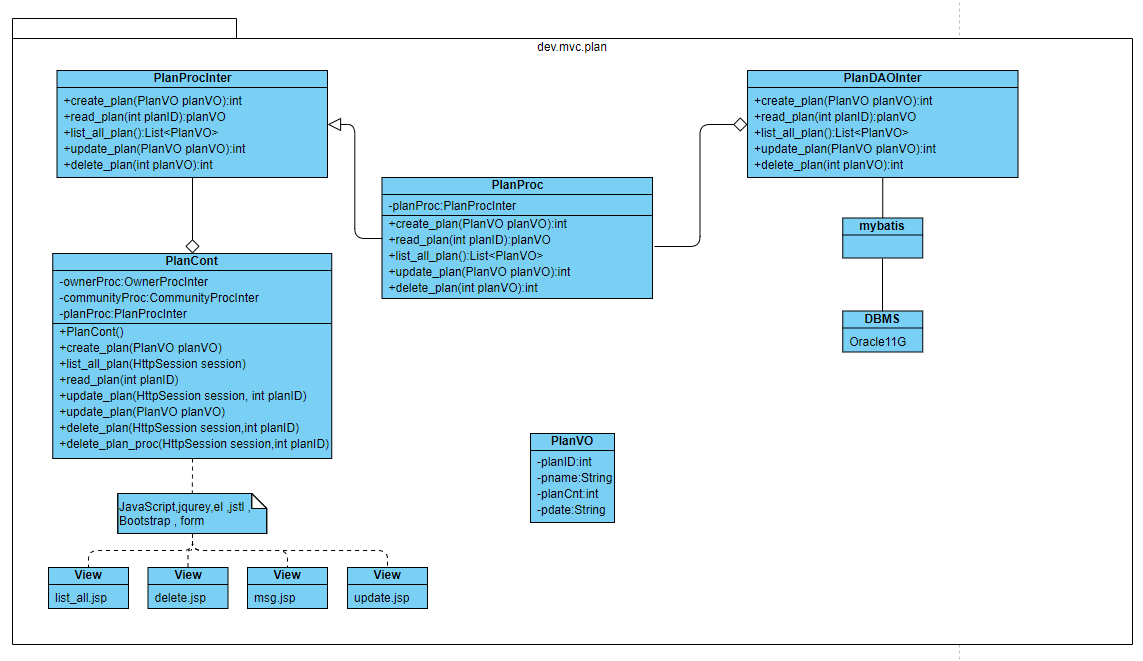 dev.mvc.plan
PlanProcInter
+create_plan(PlanVO planVO):int
+read_plan(int planID):planVO
+list_all_plan():List<PlanVO>
+update_plan(PlanVO planVO):int
+delete_plan(int planVO):int
PlanDAOInter
+create_plan(PlanVO planVO):int
+read_plan(int planID):planVO
+list_all_plan():List<PlanVO>
+update_plan(PlanVO planVO):int
+delete_plan(int planVO):int
PlanProc
-planProc:PlanProcInter
+create_plan(PlanVO planVO):int
+read_plan(int planID):planVO
+list_all_plan():List<PlanVO>
+update_plan(PlanVO planVO):int
+delete_plan(int planVO):int
mybatis
DBMS
Oracle11G
PlanCont
-ownerProc:OwnerProcInter
-communityProc:CommunityProcInter
-planProc:PlanProcInter
+PlanCont()
+create_plan(PlanVO planVO)
+list_all_plan(HttpSession session)
+read_plan(int planID)
+update_plan(HttpSession session, int planID)
+update_plan(PlanVO planVO)
+delete_plan(HttpSession session,int planID)
+delete_plan_proc(HttpSession session,int planID)
PlanVO
-planID:int
-pname:String
-planCnt:int
-pdate:String
JavaScript,jqurey,el ,jstl ,
Bootstrap , form
View
list_all.jsp
View
delete.jsp
View
msg.jsp
View
update.jsp